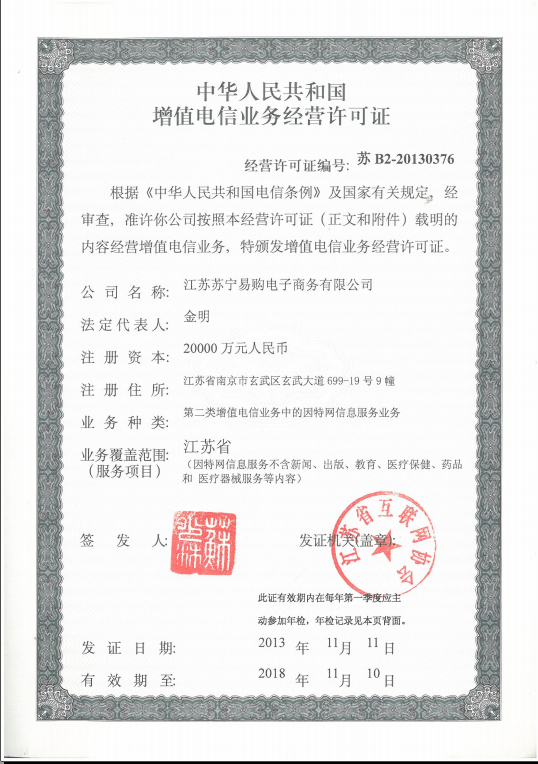 中华人民共和国
增值电信业务经营许可证
经营许可证编号: 苏 B2-20130376
根据《中华人民共和国电信条例》及国家有关规定，经
审查，准许你公司按照本经营许可证（正文和附件）载明的
内容经营增值电信业务，特颁发增值电信业务经营许可证。
公司名称: 江苏苏宁易购电子商务有限公司
法定代表人: 金明
注册资本: 20000 万元人民币
注册住所: 江苏省南京市玄武区玄武大道 699-19 号 9 幢
业务种类: 第二类增值电信业务中的因特网信息服务业务
业务覆盖范围: 江苏省
（服务项目） （因特网信息服务不含新闻、出版、教育、医疗保健、药品
和 医疗器械服务等内容）
签发人:
发证机关(盖章):
江苏省互联网协会
此证有效期内在每年第一季度应主
动参加年检，年检记录见本页背面。
发证日期: 2013 年 11 月 11 日
有效期至: 2018 年 11 月 10 日